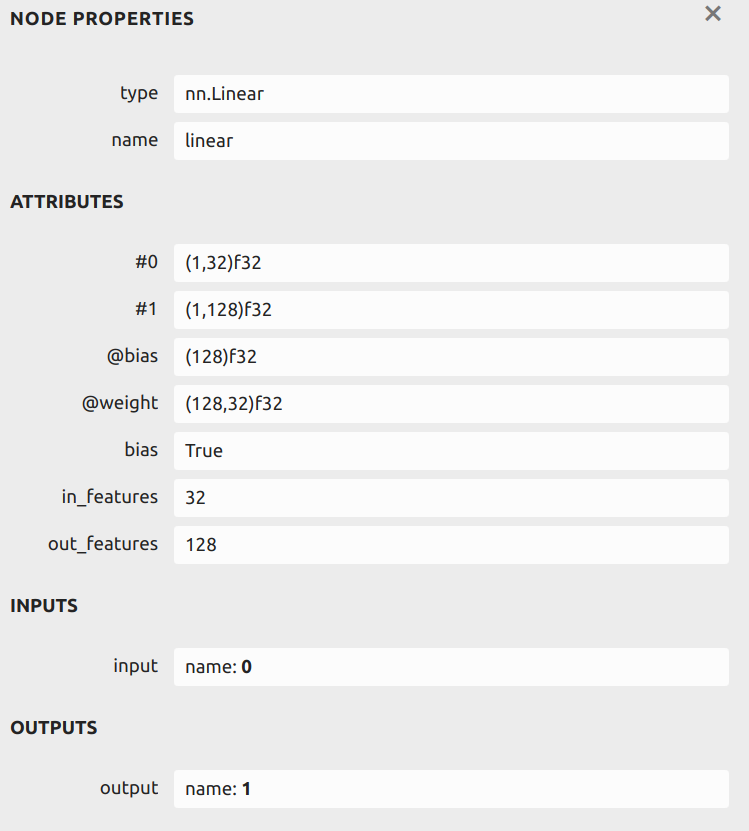 NODE PROPERTIES
type nn.Linear
name linear
ATTRIBUTES
#0 (1,32)f32
#1 (1,128)f32
@bias (128)f32
@weight (128,32)f32
bias True
in_features 32
out_features 128
INPUTS
input name: 0
OUTPUTS
output name: 1